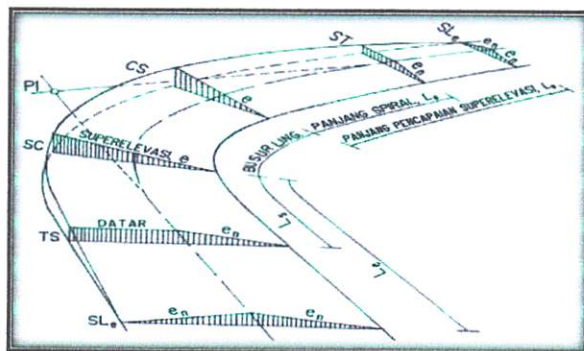 SLe
en
en
ST
CS
e
PI
BUSUR LING. PANJANG SPIRAL, Ls
PANJANG PENCAPAIAN SUPERELEVASI, Le
SC
SUPERELEVASI, e
Ls
Le
DATAR
en
TS
SLe
en
en